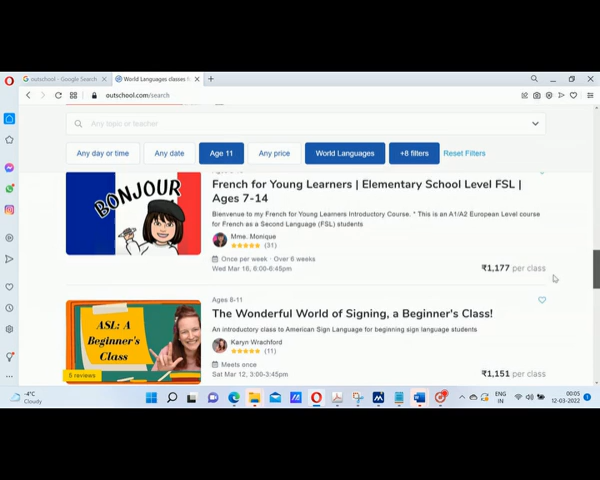 outschool - Google Search
World Languages classes f
outschool.com/search
Any topic or teacher
Any day or time
Any date
Age 11
Any price
World Languages
+8 filters
Reset Filters
BONJOUR
French for Young Learners | Elementary School Level FSL |
Ages 7-14
Bienvenue to my French for Young Learners Introductory Course. * This is an A1/A2 European Level course
for French as a Second Language (FSL) students
Mme. Monique
(31)
Once per week · Over 6 weeks
Wed Mar 16, 6:00-6:45pm
₹1,177 per class
Ages 8-11
The Wonderful World of Signing, a Beginner's Class!
An introductory class to American Sign Language for beginning sign language students
Karyn Wrachford
(11)
Meets once
Sat Mar 12, 3:00-3:45pm
₹1,151 per class
ASL: A
Beginner's
Class
5 reviews
-4°C
Cloudy
ENG
IN
00:05
12-03-2022